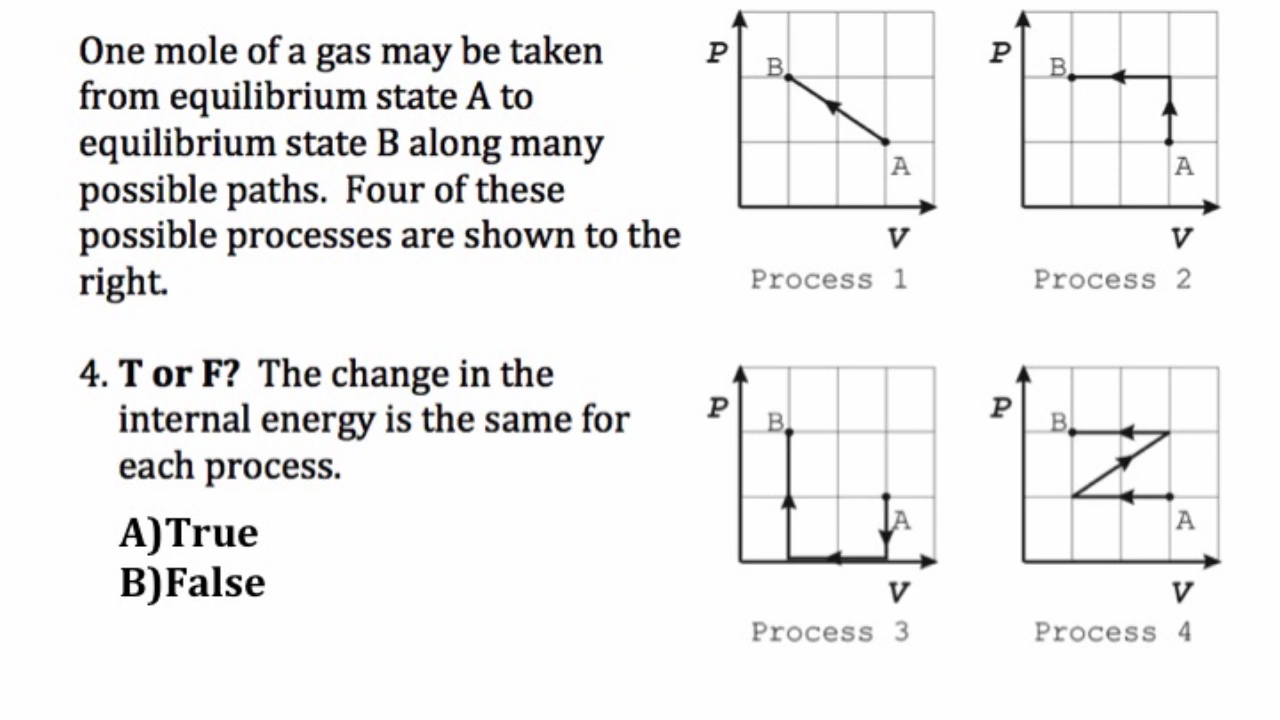 One mole of a gas may be taken
from equilibrium state A to
equilibrium state B along many
possible paths.  Four of these
possible processes are shown to the
right.
4. T or F?  The change in the
internal energy is the same for
each process.
A)True
B)False
P
B
A
V
Process 1
P
B
A
V
Process 2
P
B
A
V
Process 3
P
B
A
V
Process 4